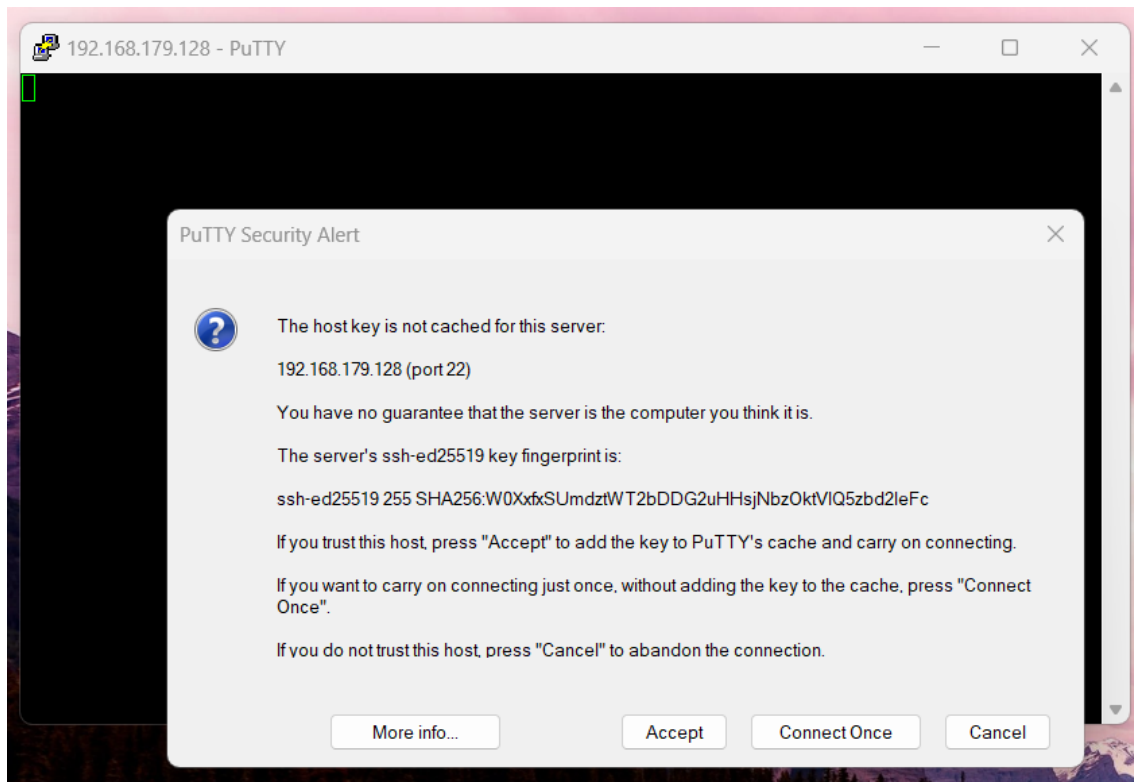 192.168.179.128 - PuTTY
PuTTY Security Alert
The host key is not cached for this server:
192.168.179.128 (port 22)
You have no guarantee that the server is the computer you think it is.
The server's ssh-ed25519 key fingerprint is:
ssh-ed25519 255 SHA256:W0XxfxSUmdztWT2bDDG2uHHsjNbzOktVIQ5zbd2IeFc
If you trust this host, press "Accept" to add the key to PuTTY's cache and carry on connecting.
If you want to carry on connecting just once, without adding the key to the cache, press "Connect
Once".
If you do not trust this host, press "Cancel" to abandon the connection.
More info... Accept Connect Once Cancel